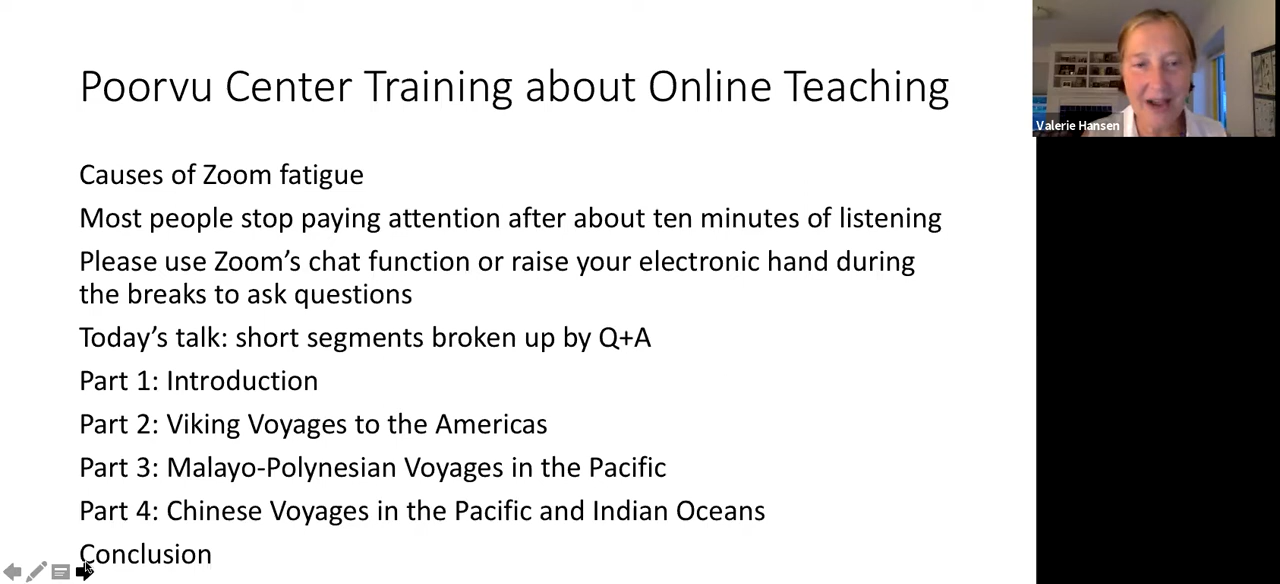 Poorvu Center Training about Online Teaching
Valerie Hansen
Causes of Zoom fatigue
Most people stop paying attention after about ten minutes of listening
Please use Zoom’s chat function or raise your electronic hand during
the breaks to ask questions
Today’s talk: short segments broken up by Q+A
Part 1: Introduction
Part 2: Viking Voyages to the Americas
Part 3: Malayo-Polynesian Voyages in the Pacific
Part 4: Chinese Voyages in the Pacific and Indian Oceans
Conclusion